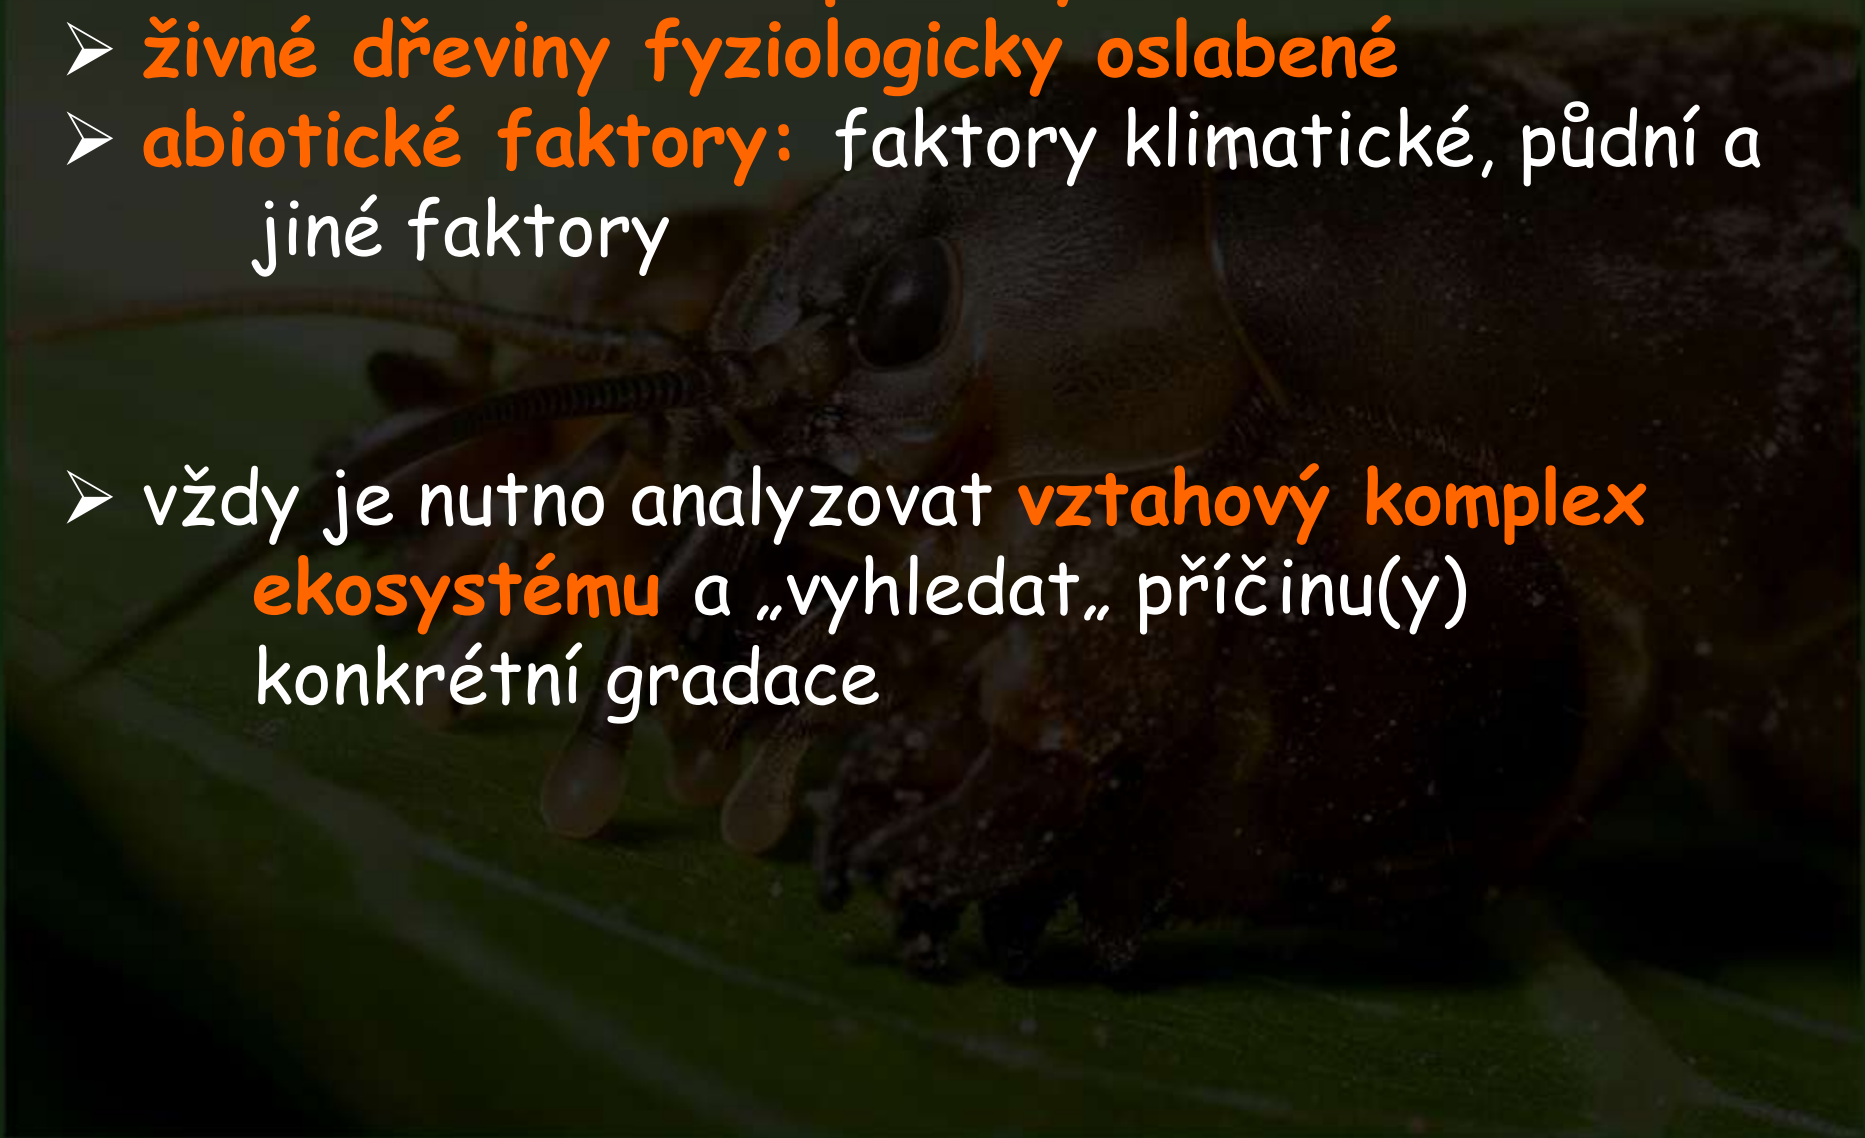 ➢ živné dřeviny fyziologicky oslabené
➢ abiotické faktory: faktory klimatické, půdní a
jiné faktory
➢ vždy je nutno analyzovat vztahový komplex
ekosystému a „vyhledat„ příčinu(y)
konkrétní gradace